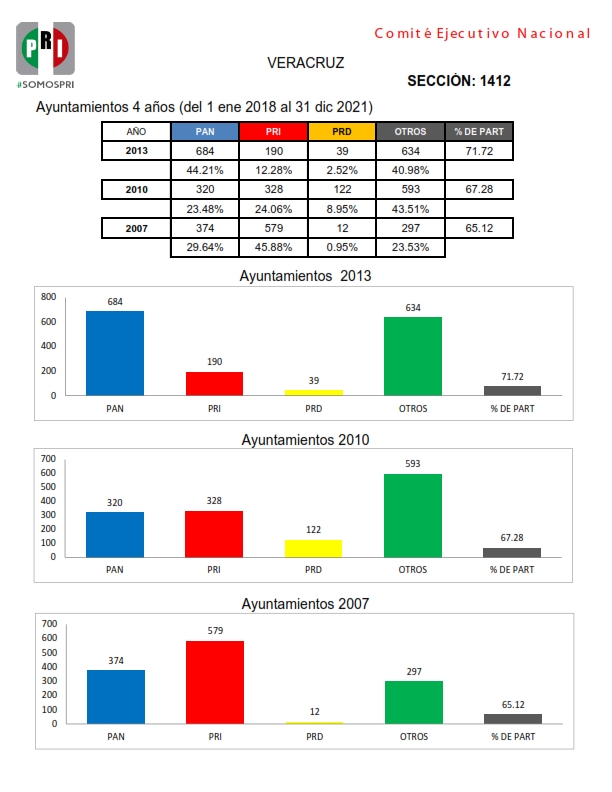 Comité Ejecutivo Nacional
PRI
#SOMOSPRI
VERACRUZ
SECCIÓN: 1412
Ayuntamientos 4 años (del 1 ene 2018 al 31 dic 2021)
AÑO PAN PRI PRD OTROS % DE PART
2013 684 190 39 634 71.72
44.21% 12.28% 2.52% 40.98%
2010 320 328 122 593 67.28
23.48% 24.06% 8.95% 43.51%
2007 374 579 12 297 65.12
29.64% 45.88% 0.95% 23.53%
Ayuntamientos 2013
800
684
634
600
400
190
200
39
71.72
0
PAN PRI PRD OTROS % DE PART
Ayuntamientos 2010
700
593
600
500
400
320
328
300
200
122
100
67.28
0
PAN PRI PRD OTROS % DE PART
Ayuntamientos 2007
700
579
600
500
400
374
297
300
200
100
12
65.12
0
PAN PRI PRD OTROS % DE PART